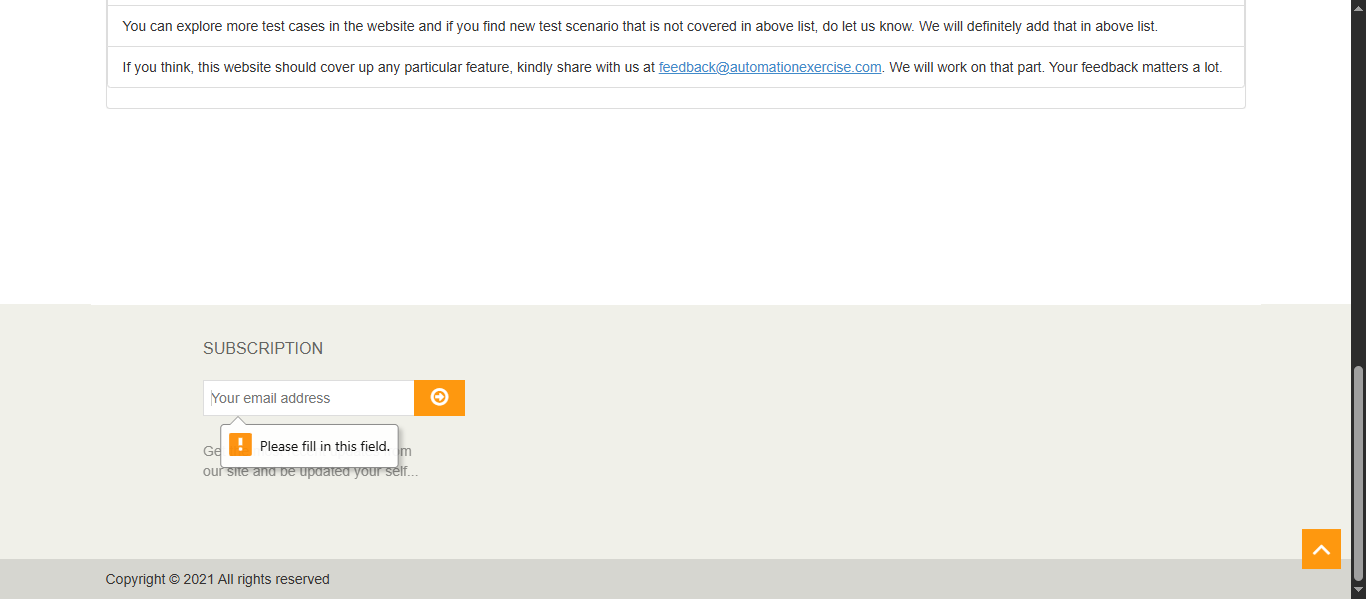 You can explore more test cases in the website and if you find new test scenario that is not covered in above list, do let us know. We will definitely add that in above list.
If you think, this website should cover up any particular feature, kindly share with us at feedback@automationexercise.com. We will work on that part. Your feedback matters a lot.
SUBSCRIPTION
Your email address
Please fill in this field.
our site and be updated your self...
Copyright © 2021 All rights reserved